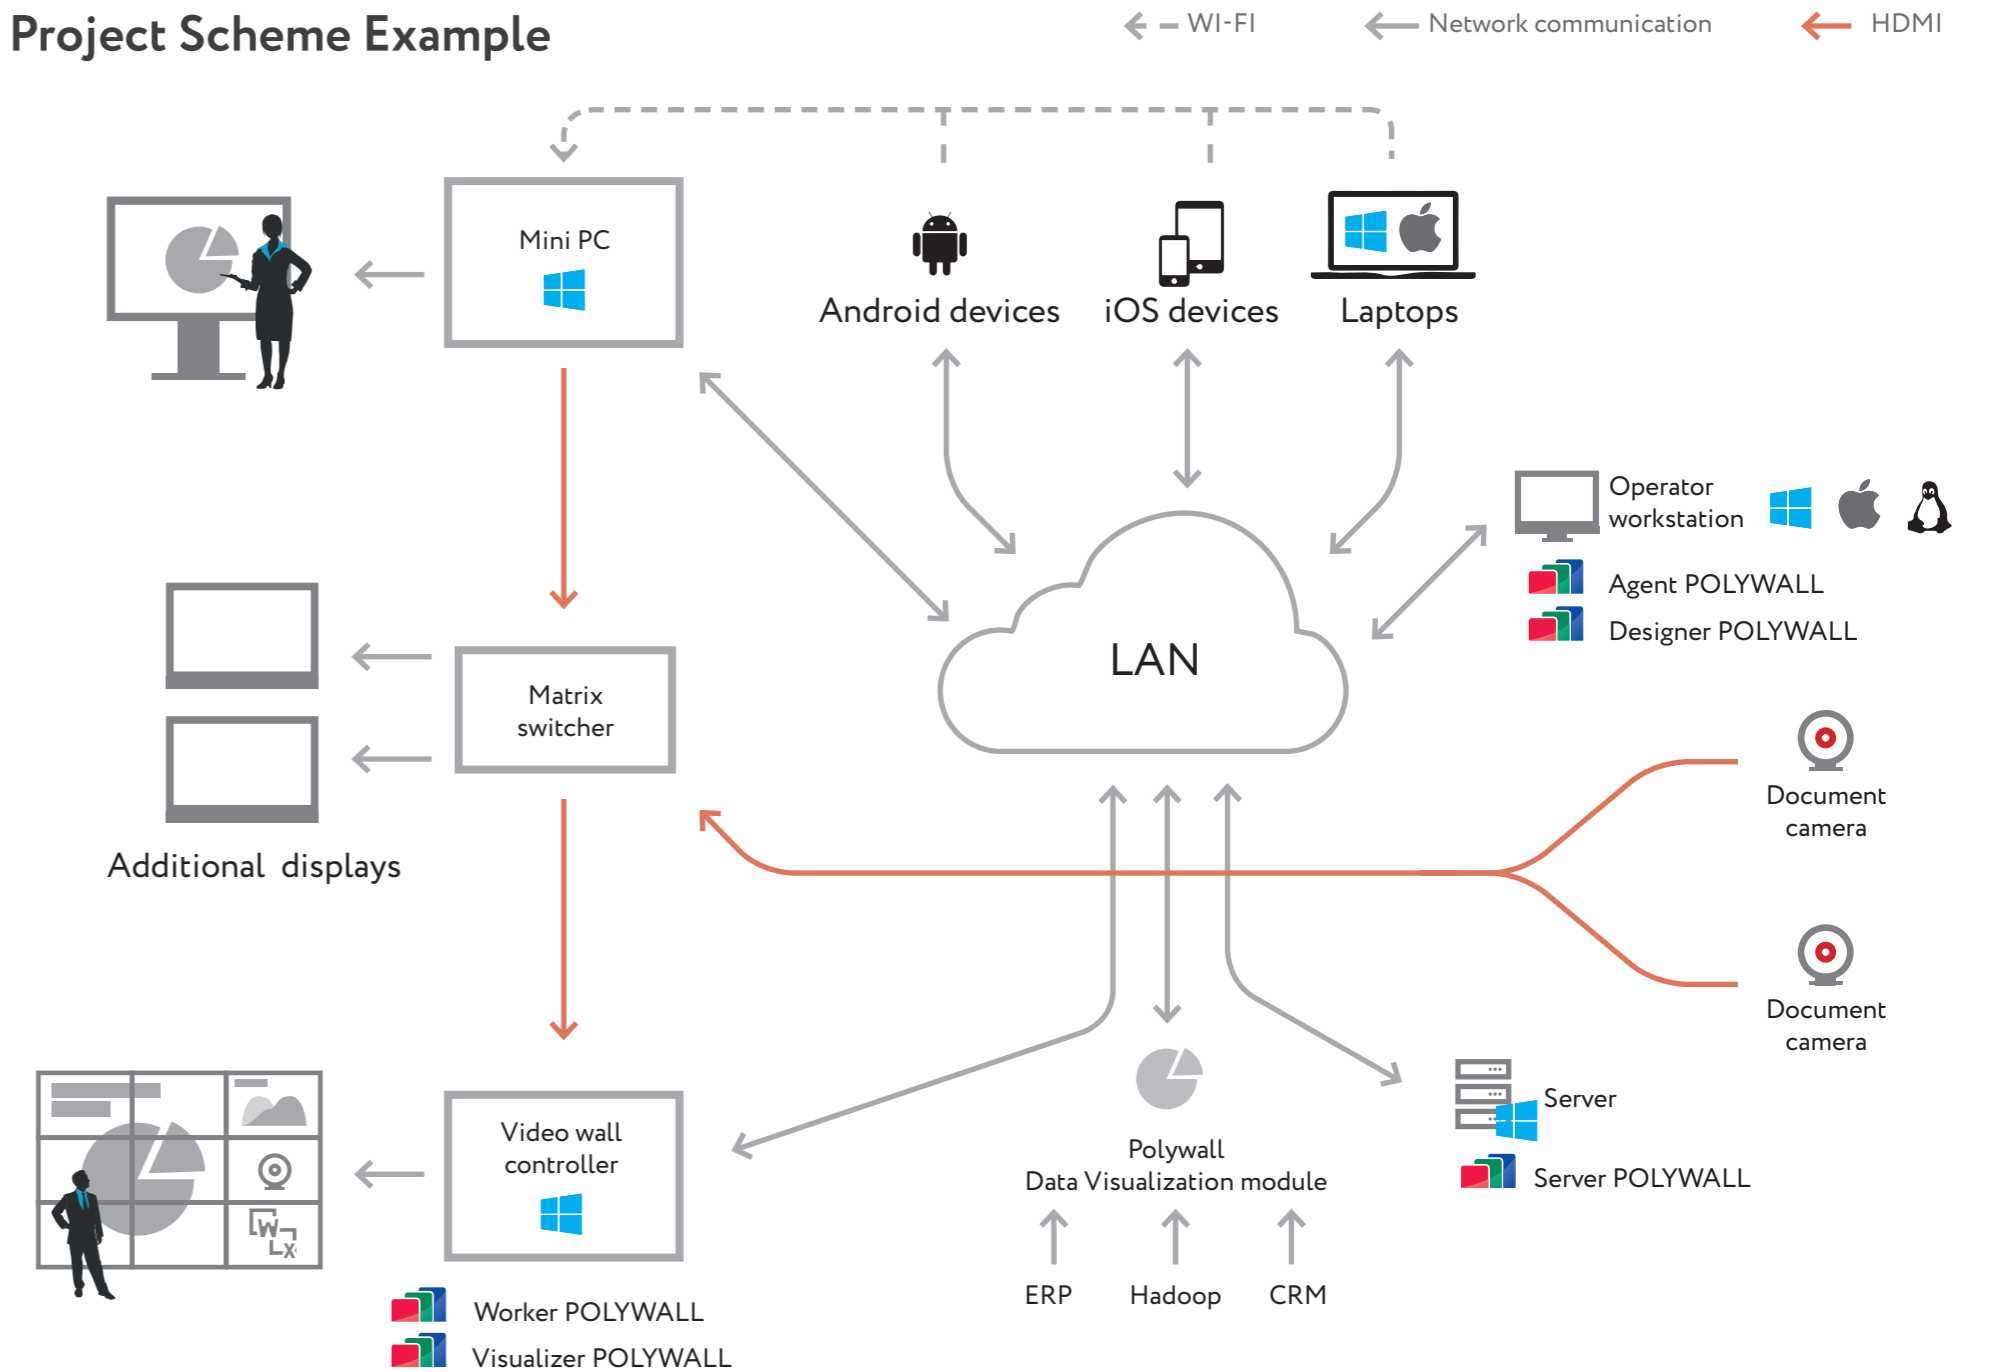 Project Scheme Example
WI-FI
Network communication
HDMI
Mini PC
Android devices
iOS devices
Laptops
Operator
workstation
Agent POLYWALL
Designer POLYWALL
LAN
Matrix
switcher
Additional displays
Document
camera
Document
camera
Video wall
controller
Polywall
Data Visualization module
Server
Server POLYWALL
ERP
Hadoop
CRM
W
X
Worker POLYWALL
Visualizer POLYWALL